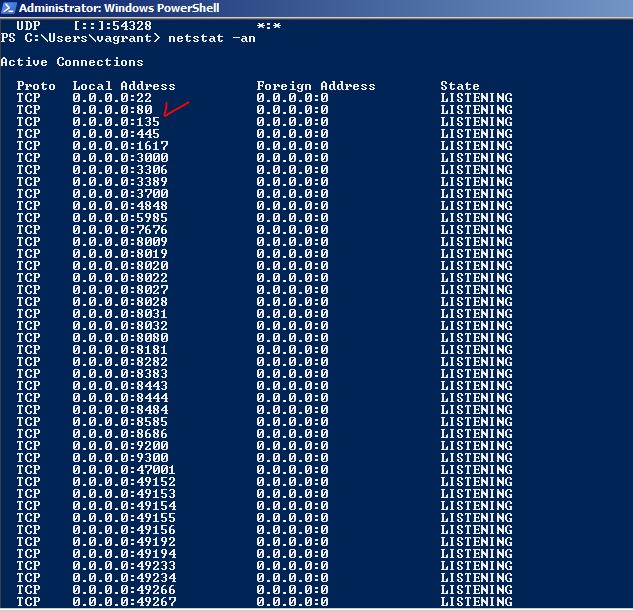 Administrator: Windows PowerShell
UDP [::]:54328 *:*
PS C:\Users\vagrant> netstat -an
Active Connections
Proto Local Address Foreign Address State
TCP 0.0.0.0:22 0.0.0.0:0 LISTENING
TCP 0.0.0.0:80 0.0.0.0:0 LISTENING
TCP 0.0.0.0:135 0.0.0.0:0 LISTENING
TCP 0.0.0.0:445 0.0.0.0:0 LISTENING
TCP 0.0.0.0:1617 0.0.0.0:0 LISTENING
TCP 0.0.0.0:3000 0.0.0.0:0 LISTENING
TCP 0.0.0.0:3306 0.0.0.0:0 LISTENING
TCP 0.0.0.0:3389 0.0.0.0:0 LISTENING
TCP 0.0.0.0:3700 0.0.0.0:0 LISTENING
TCP 0.0.0.0:4848 0.0.0.0:0 LISTENING
TCP 0.0.0.0:5985 0.0.0.0:0 LISTENING
TCP 0.0.0.0:7676 0.0.0.0:0 LISTENING
TCP 0.0.0.0:8009 0.0.0.0:0 LISTENING
TCP 0.0.0.0:8019 0.0.0.0:0 LISTENING
TCP 0.0.0.0:8020 0.0.0.0:0 LISTENING
TCP 0.0.0.0:8022 0.0.0.0:0 LISTENING
TCP 0.0.0.0:8027 0.0.0.0:0 LISTENING
TCP 0.0.0.0:8028 0.0.0.0:0 LISTENING
TCP 0.0.0.0:8031 0.0.0.0:0 LISTENING
TCP 0.0.0.0:8032 0.0.0.0:0 LISTENING
TCP 0.0.0.0:8080 0.0.0.0:0 LISTENING
TCP 0.0.0.0:8181 0.0.0.0:0 LISTENING
TCP 0.0.0.0:8282 0.0.0.0:0 LISTENING
TCP 0.0.0.0:8383 0.0.0.0:0 LISTENING
TCP 0.0.0.0:8443 0.0.0.0:0 LISTENING
TCP 0.0.0.0:8444 0.0.0.0:0 LISTENING
TCP 0.0.0.0:8484 0.0.0.0:0 LISTENING
TCP 0.0.0.0:8585 0.0.0.0:0 LISTENING
TCP 0.0.0.0:8686 0.0.0.0:0 LISTENING
TCP 0.0.0.0:9200 0.0.0.0:0 LISTENING
TCP 0.0.0.0:9300 0.0.0.0:0 LISTENING
TCP 0.0.0.0:47001 0.0.0.0:0 LISTENING
TCP 0.0.0.0:49152 0.0.0.0:0 LISTENING
TCP 0.0.0.0:49153 0.0.0.0:0 LISTENING
TCP 0.0.0.0:49154 0.0.0.0:0 LISTENING
TCP 0.0.0.0:49155 0.0.0.0:0 LISTENING
TCP 0.0.0.0:49156 0.0.0.0:0 LISTENING
TCP 0.0.0.0:49192 0.0.0.0:0 LISTENING
TCP 0.0.0.0:49194 0.0.0.0:0 LISTENING
TCP 0.0.0.0:49233 0.0.0.0:0 LISTENING
TCP 0.0.0.0:49234 0.0.0.0:0 LISTENING
TCP 0.0.0.0:49266 0.0.0.0:0 LISTENING
TCP 0.0.0.0:49267 0.0.0.0:0 LISTENING